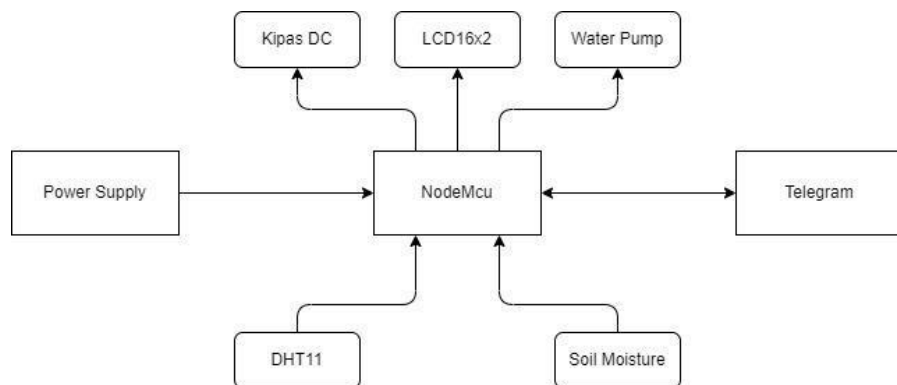 Kipas DC
LCD16x2
Water Pump
Power Supply
NodeMcu
Telegram
DHT11
Soil Moisture